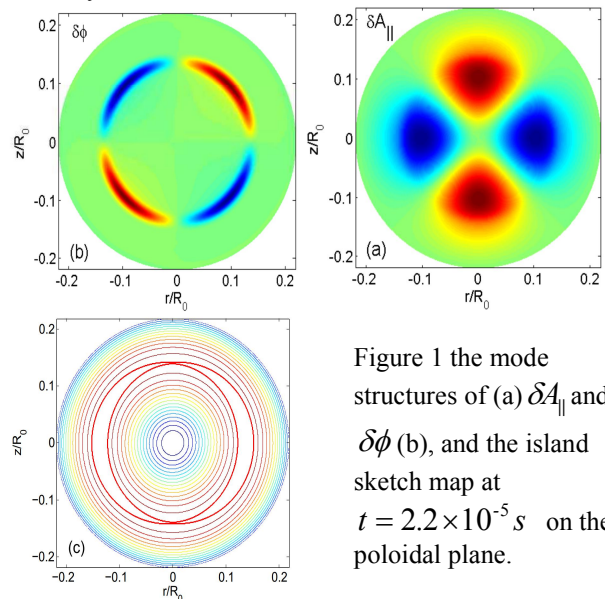 δϕ
z/R0
0.2
0.1
0
-0.1
-0.2
(b)
-0.2 -0.1 0 0.1 0.2
r/R0
δA||
z/R0
0.2
0.1
0
-0.1
-0.2
(a)
-0.2 -0.1 0 0.1 0.2
r/R0
z/R0
0.2
0.1
0
-0.1
-0.2
(c)
-0.2 -0.1 0 0.1 0.2
r/R0
Figure 1 the mode
structures of (a) δA|| and
δϕ (b), and the island
sketch map at
t = 2.2×10⁻⁵ s on the
poloidal plane.